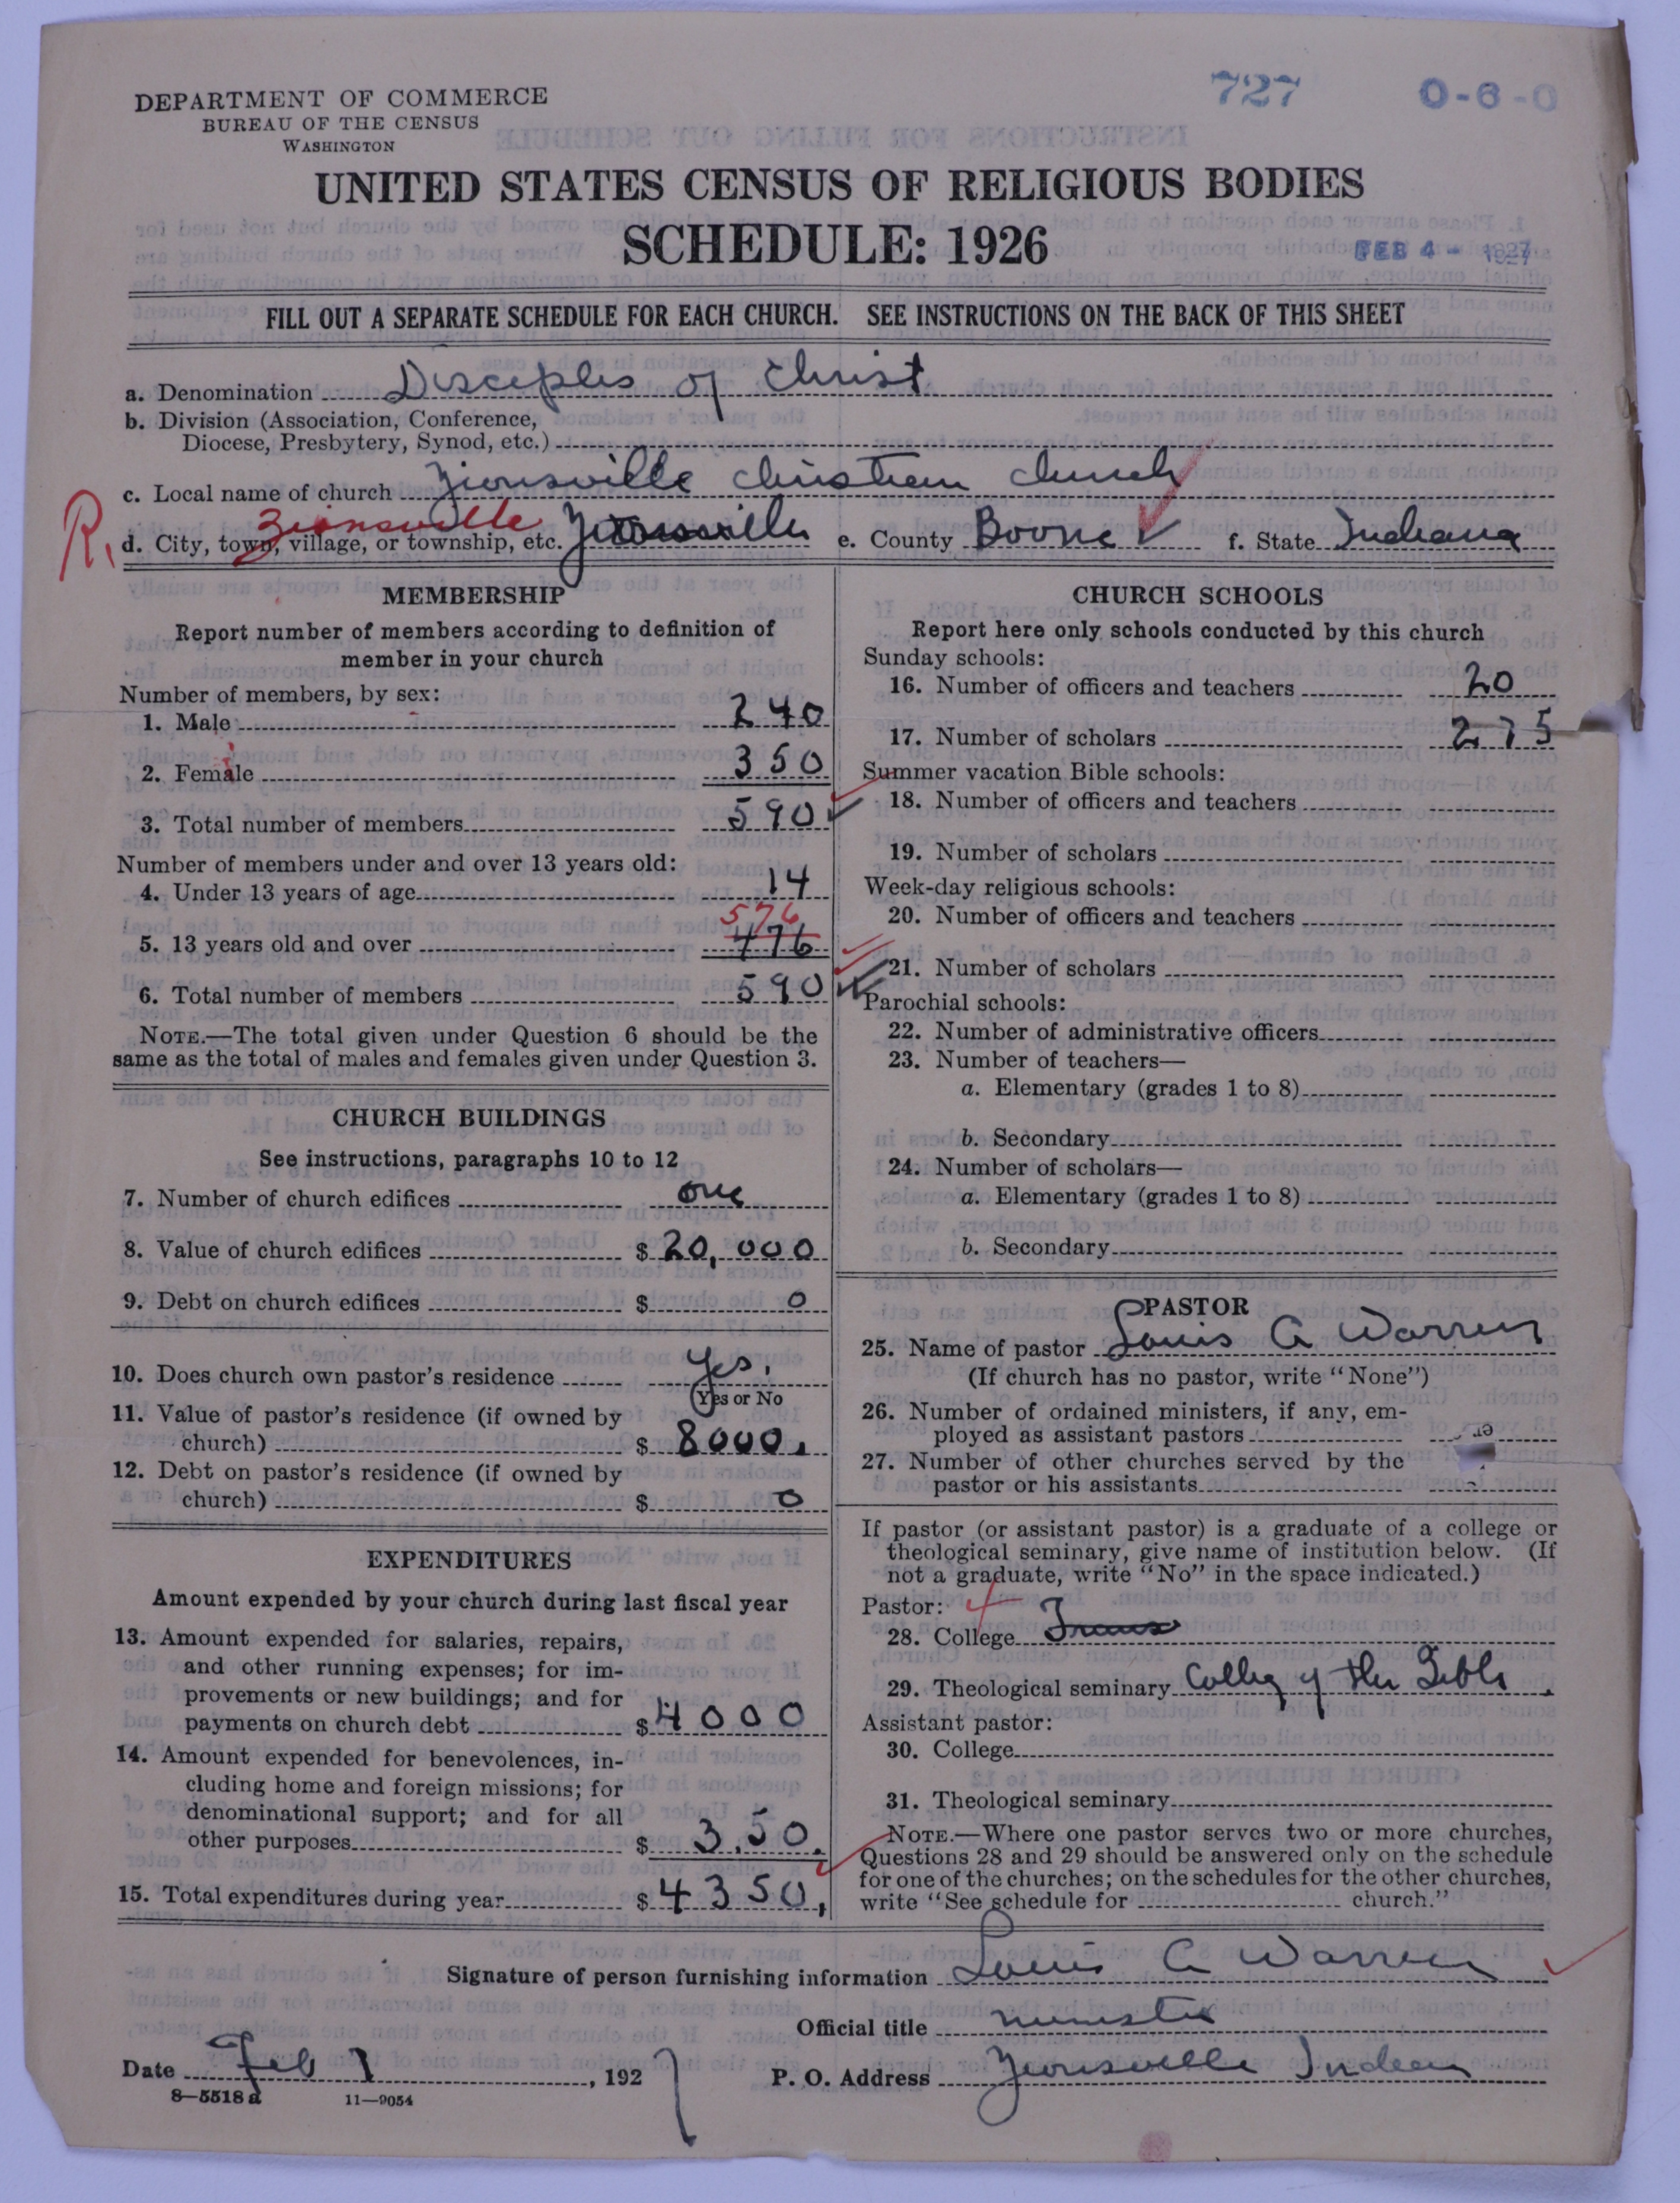 727
0-6-0
DEPARTMENT OF COMMERCE
BUREAU OF THE CENSUS
WASHINGTON
UNITED STATES CENSUS OF RELIGIOUS BODIES
SCHEDULE: 1926
FEB 4 - 1927
FILL OUT A SEPARATE SCHEDULE FOR EACH CHURCH. SEE INSTRUCTIONS ON THE BACK OF THIS SHEET
a. Denomination Disciples of Christ
b. Division (Association, Conference,
Diocese, Presbytery, Synod, etc.)
c. Local name of church Zionsville Christian Church
R. Zionsville
d. City, town, village, or township, etc. Zionsville e. County Boone f. State Indiana
MEMBERSHIP
Report number of members according to definition of
member in your church
Number of members, by sex:
1. Male 240
2. Female 350
3. Total number of members 590
Number of members under and over 13 years old:
4. Under 13 years of age 14
576
5. 13 years old and over 476
6. Total number of members 590
NOTE.—The total given under Question 6 should be the
same as the total of males and females given under Question 3.
CHURCH BUILDINGS
See instructions, paragraphs 10 to 12
7. Number of church edifices one
8. Value of church edifices $ 20,000
9. Debt on church edifices $ 0
10. Does church own pastor's residence Yes.
(Yes or No
11. Value of pastor's residence (if owned by
church) $ 8000.
12. Debt on pastor's residence (if owned by
church) $ 0
EXPENDITURES
Amount expended by your church during last fiscal year
13. Amount expended for salaries, repairs,
and other running expenses; for im-
provements or new buildings; and for
payments on church debt $ 4000
14. Amount expended for benevolences, in-
cluding home and foreign missions; for
denominational support; and for all
other purposes $ 350.
15. Total expenditures during year $ 4350.
CHURCH SCHOOLS
Report here only schools conducted by this church
Sunday schools:
16. Number of officers and teachers 20
17. Number of scholars 275
Summer vacation Bible schools:
18. Number of officers and teachers
19. Number of scholars
Week-day religious schools:
20. Number of officers and teachers
21. Number of scholars
Parochial schools:
22. Number of administrative officers
23. Number of teachers—
a. Elementary (grades 1 to 8)
b. Secondary
24. Number of scholars—
a. Elementary (grades 1 to 8)
b. Secondary
PASTOR
25. Name of pastor Louis A Warren
(If church has no pastor, write "None")
26. Number of ordained ministers, if any, em-
ployed as assistant pastors
27. Number of other churches served by the
pastor or his assistants
If pastor (or assistant pastor) is a graduate of a college or
theological seminary, give name of institution below. (If
not a graduate, write "No" in the space indicated.)
Pastor:
28. College
29. Theological seminary College of the Bible.
Assistant pastor:
30. College
31. Theological seminary
NOTE.—Where one pastor serves two or more churches,
Questions 28 and 29 should be answered only on the schedule
for one of the churches; on the schedules for the other churches,
write "See schedule for church."
Signature of person furnishing information Louis A Warren
Official title minister
Date Feb 1, 1927 P. O. Address Zionsville Indiana
8—5518 a 11—9054